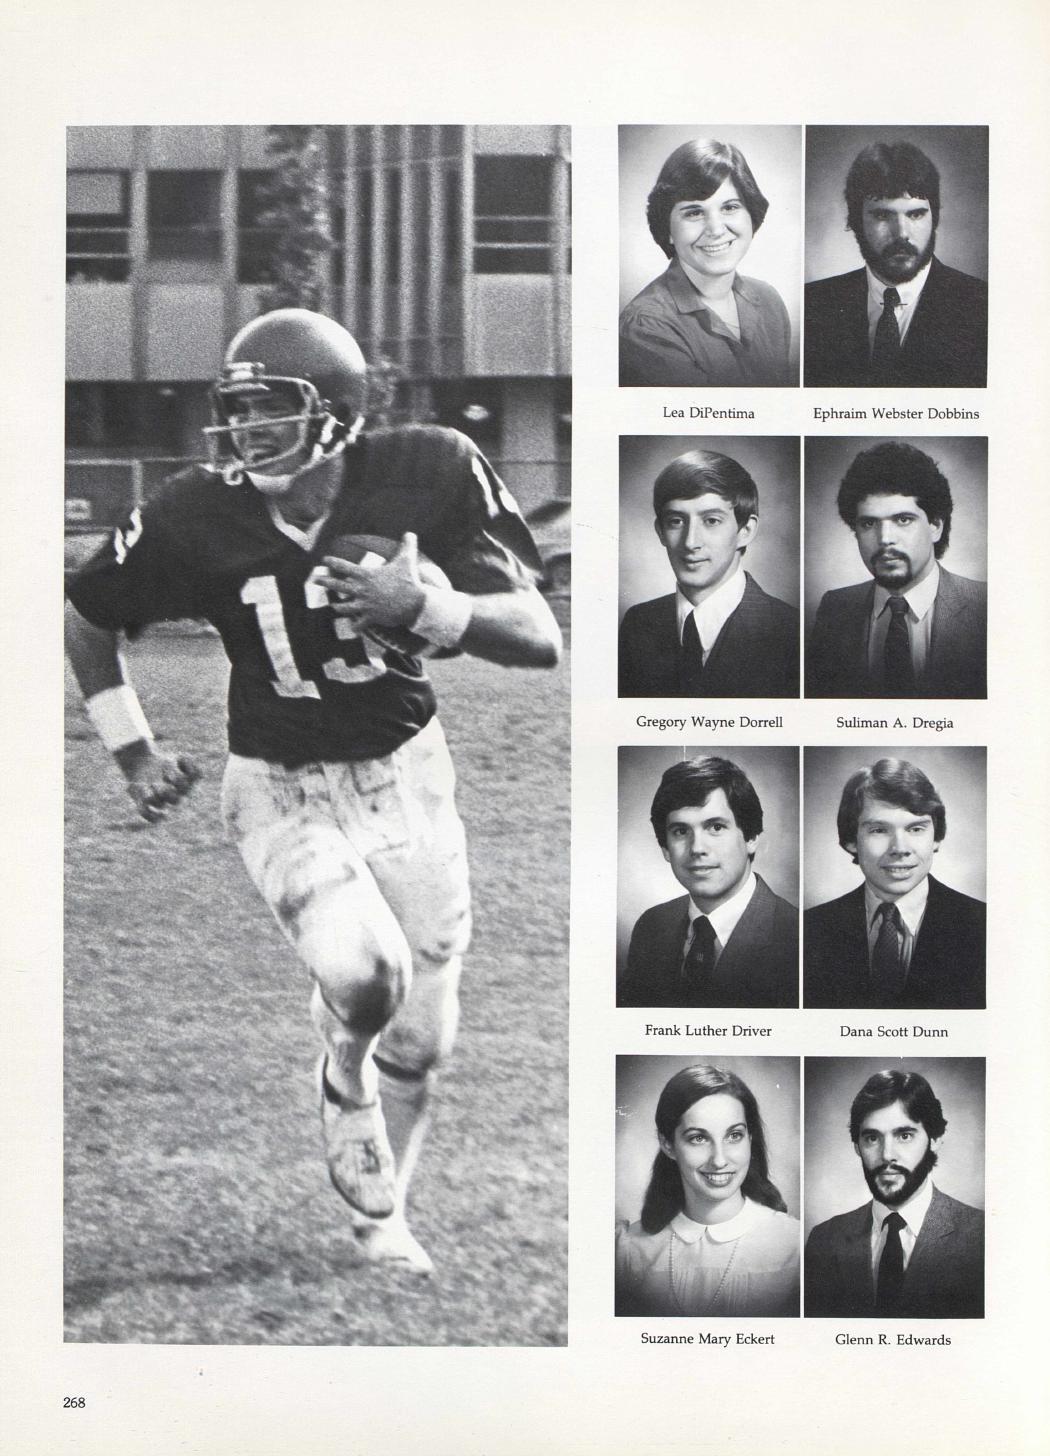 13
Lea DiPentima
Ephraim Webster Dobbins
Gregory Wayne Dorrell
Suliman A. Dregia
Frank Luther Driver
Dana Scott Dunn
Suzanne Mary Eckert
Glenn R. Edwards
268